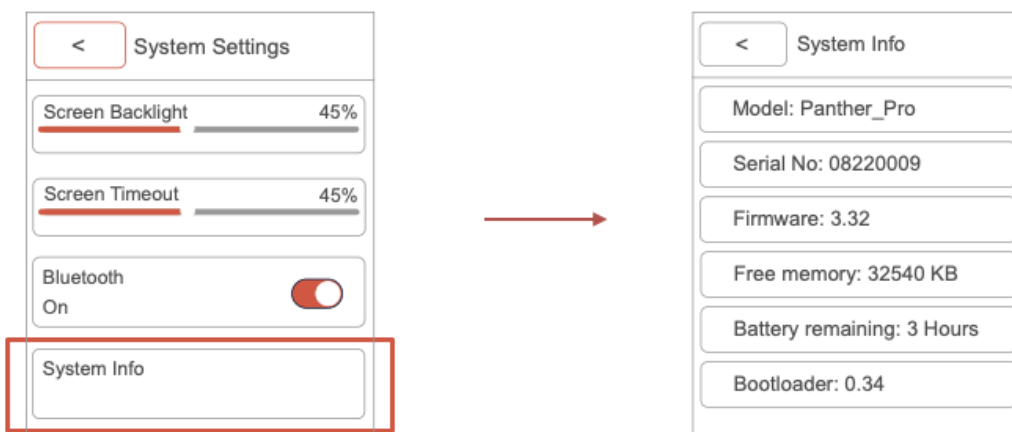 < System Settings
Screen Backlight 45%
Screen Timeout 45%
Bluetooth
On
System Info
< System Info
Model: Panther_Pro
Serial No: 08220009
Firmware: 3.32
Free memory: 32540 KB
Battery remaining: 3 Hours
Bootloader: 0.34